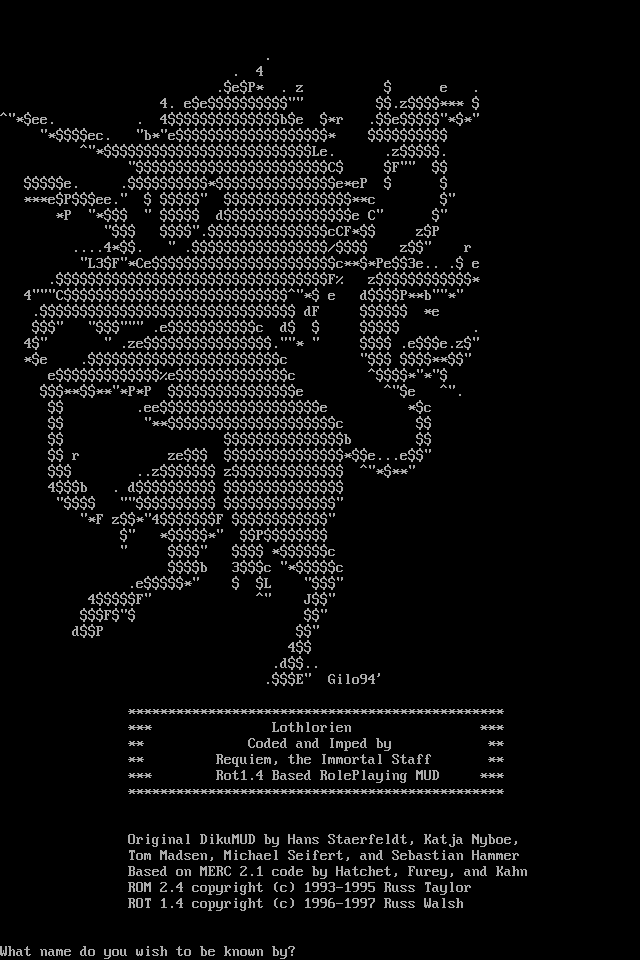 Gilo94'
***********************************************
*** Lothlorien ***
** Coded and Imped by **
** Requiem, the Immortal Staff **
*** Rot1.4 Based RolePlaying MUD ***
***********************************************
Original DikuMUD by Hans Staerfeldt, Katja Nyboe,
Tom Madsen, Michael Seifert, and Sebastian Hammer
Based on MERC 2.1 code by Hatchet, Furey, and Kahn
ROM 2.4 copyright (c) 1993-1995 Russ Taylor
ROT 1.4 copyright (c) 1996-1997 Russ Walsh
What name do you wish to be known by?